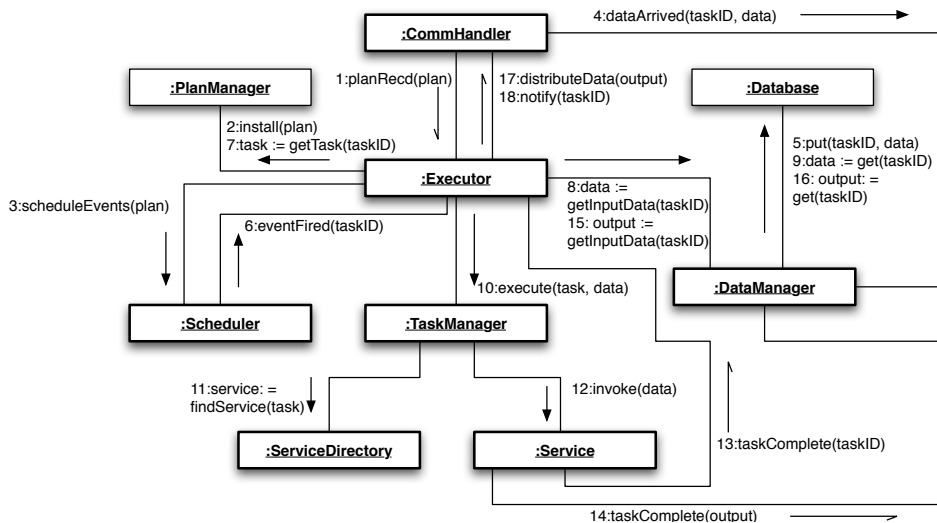 4:dataArrived(taskID, data)
:CommHandler
1:planRecd(plan)
17:distributeData(output)
18:notify(taskID)
:PlanManager
:Database
2:install(plan)
7:task := getTask(taskID)
5:put(taskID, data)
9:data := get(taskID)
16: output: =
get(taskID)
:Executor
3:scheduleEvents(plan)
6:eventFired(taskID)
8:data :=
getInputData(taskID)
15: output :=
getInputData(taskID)
10:execute(task, data)
:DataManager
:Scheduler
:TaskManager
11:service: =
findService(task)
12:invoke(data)
13:taskComplete(taskID)
:ServiceDirectory
:Service
14:taskComplete(output)